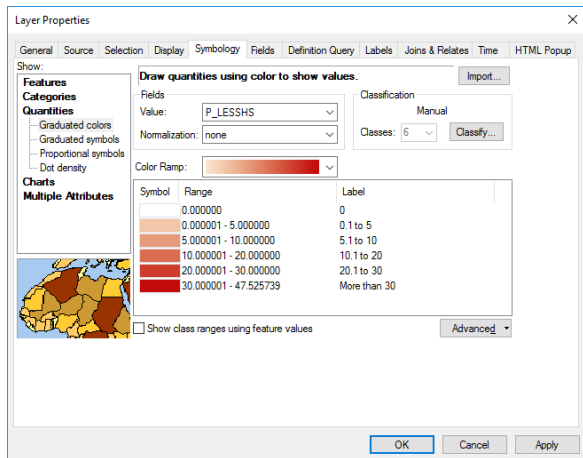 Layer Properties
General Source Selection Display Symbology Fields Definition Query Labels Joins & Relates Time HTML Popup
Show:
Features
Categories
Quantities
Graduated colors
Graduated symbols
Proportional symbols
Dot density
Charts
Multiple Attributes
Draw quantities using color to show values.
Import...
Fields
Value: P_LESSHS
Normalization: none
Classification
Manual
Classes: 6
Classify...
Color Ramp:
Symbol Range Label
0.000000 0
0.000001 - 5.000000 0.1 to 5
5.000001 - 10.000000 5.1 to 10
10.000001 - 20.000000 10.1 to 20
20.000001 - 30.000000 20.1 to 30
30.000001 - 47.525739 More than 30
Show class ranges using feature values
Advanced
OK Cancel Apply